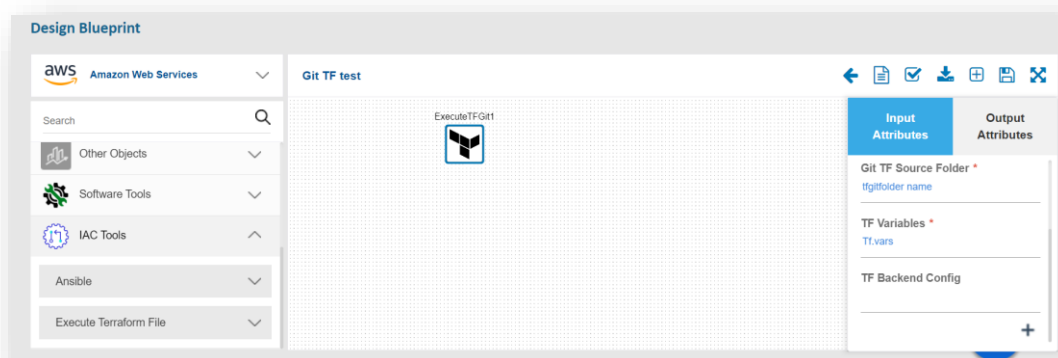 Design Blueprint
aws
Amazon Web Services
Git TF test
Search
Other Objects
Software Tools
IAC Tools
Ansible
Execute Terraform File
ExecuteTFGit1
Input
Attributes
Output
Attributes
Git TF Source Folder *
tfgitfolder name
TF Variables *
Tf.vars
TF Backend Config